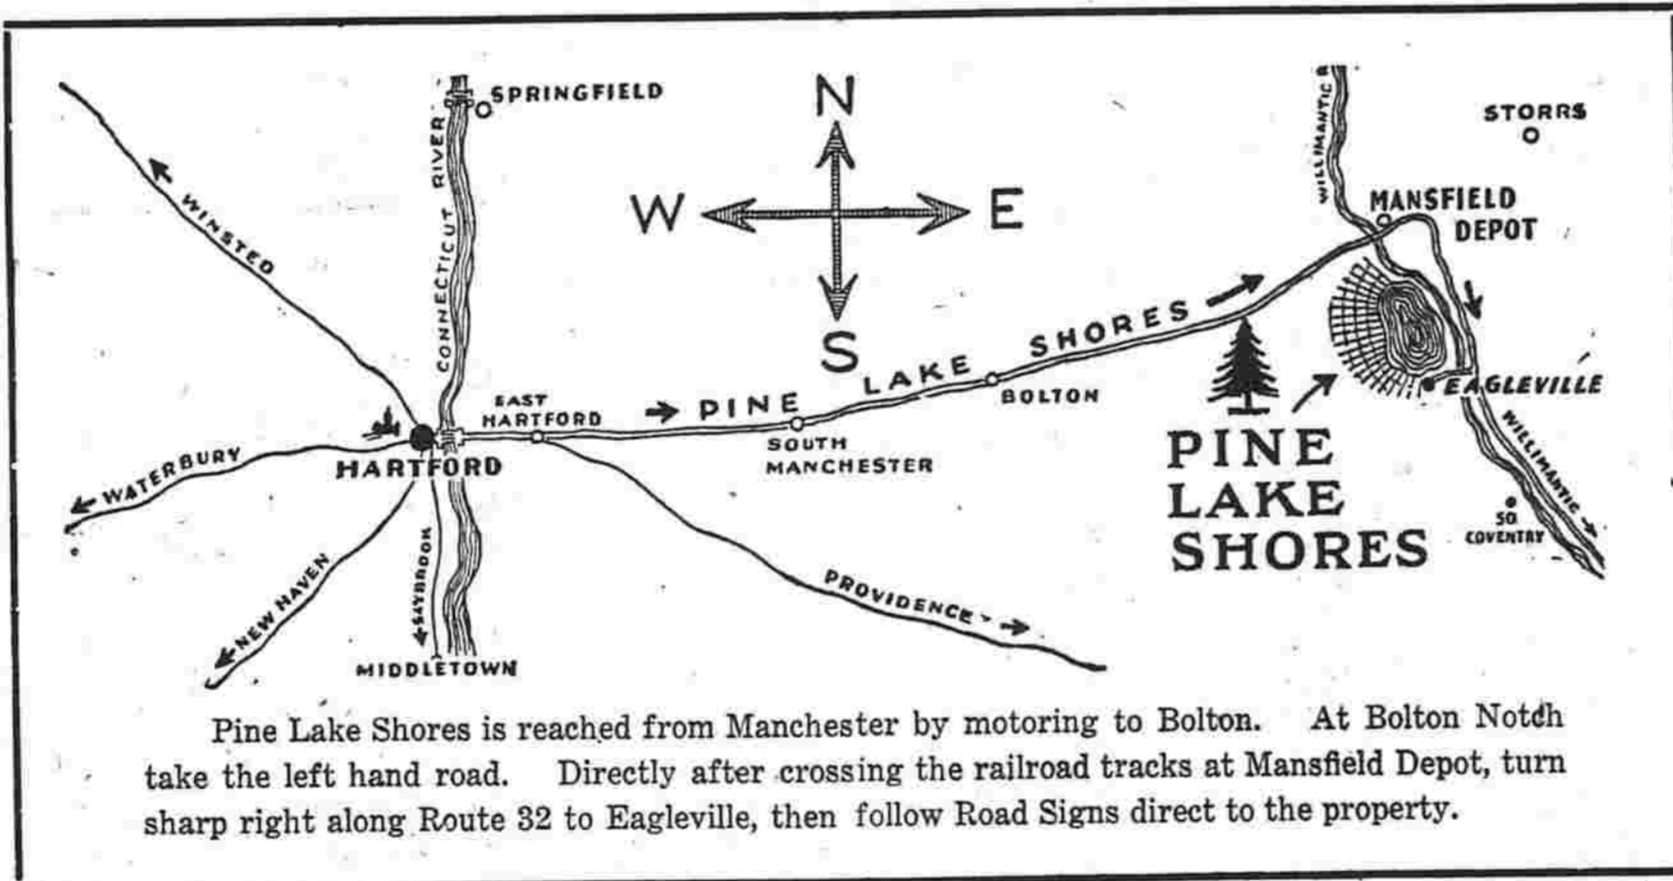 SPRINGFIELD
N
W
E
S
CONNECTICUT RIVER
WINSTED
WILLIMANTIC R
STORRS
MANSFIELD
DEPOT
PINE LAKE SHORES
EAST
HARTFORD
SOUTH
MANCHESTER
BOLTON
EAGLEVILLE
WATERBURY
HARTFORD
PINE
LAKE
SHORES
WILLIMANTIC
SO
COVENTRY
NEW HAVEN
SAYBROOK
PROVIDENCE
MIDDLETOWN
Pine Lake Shores is reached from Manchester by motoring to Bolton. At Bolton Notch
take the left hand road. Directly after crossing the railroad tracks at Mansfield Depot, turn
sharp right along Route 32 to Eagleville, then follow Road Signs direct to the property.